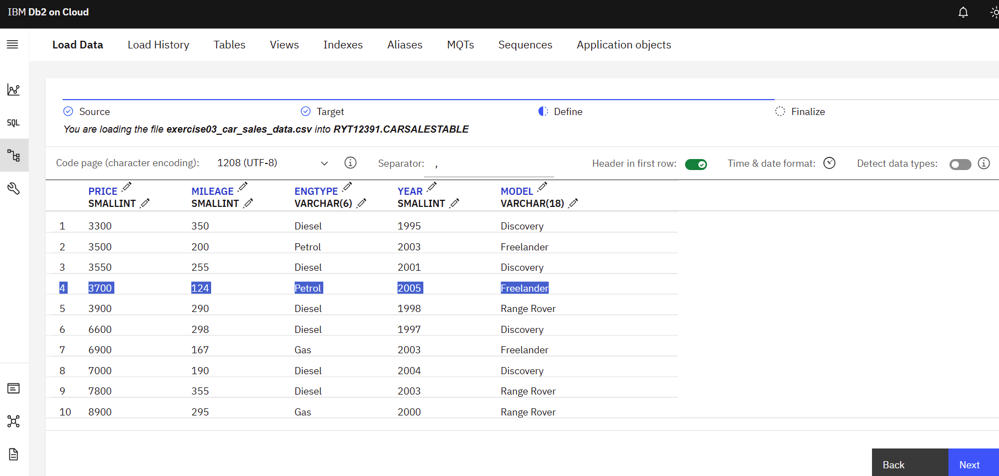 IBM Db2 on Cloud
Load Data Load History Tables Views Indexes Aliases MQTs Sequences Application objects
SQL
Source Target Define Finalize
You are loading the file exercise03_car_sales_data.csv into RYT12391.CARSALESTABLE
Code page (character encoding): 1208 (UTF-8) Separator: , Header in first row: Time & date format: Detect data types:
PRICE MILEAGE ENGTYPE YEAR MODEL
SMALLINT SMALLINT VARCHAR(6) SMALLINT VARCHAR(18)
1 3300 350 Diesel 1995 Discovery
2 3500 200 Petrol 2003 Freelander
3 3550 255 Diesel 2001 Discovery
4 3700 124 Petrol 2005 Freelander
5 3900 290 Diesel 1998 Range Rover
6 6600 298 Diesel 1997 Discovery
7 6900 167 Gas 2003 Freelander
8 7000 190 Diesel 2004 Discovery
9 7800 355 Diesel 2003 Range Rover
10 8900 295 Gas 2000 Range Rover
Back Next